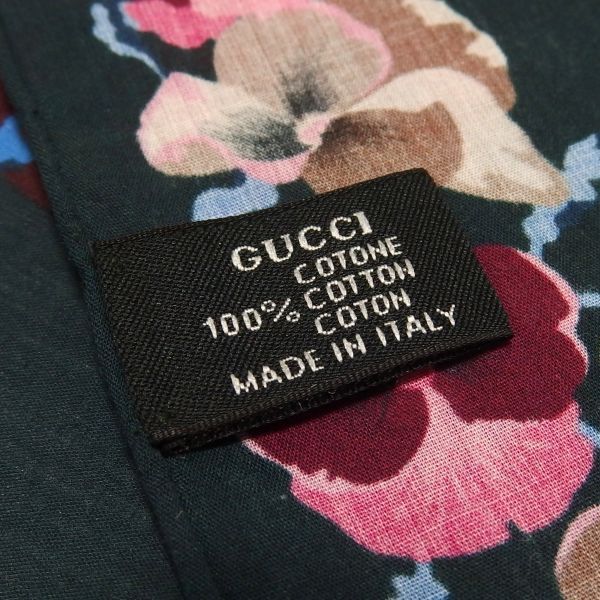 GUCCI
COTONE
100% COTTON
COTON
MADE IN ITALY